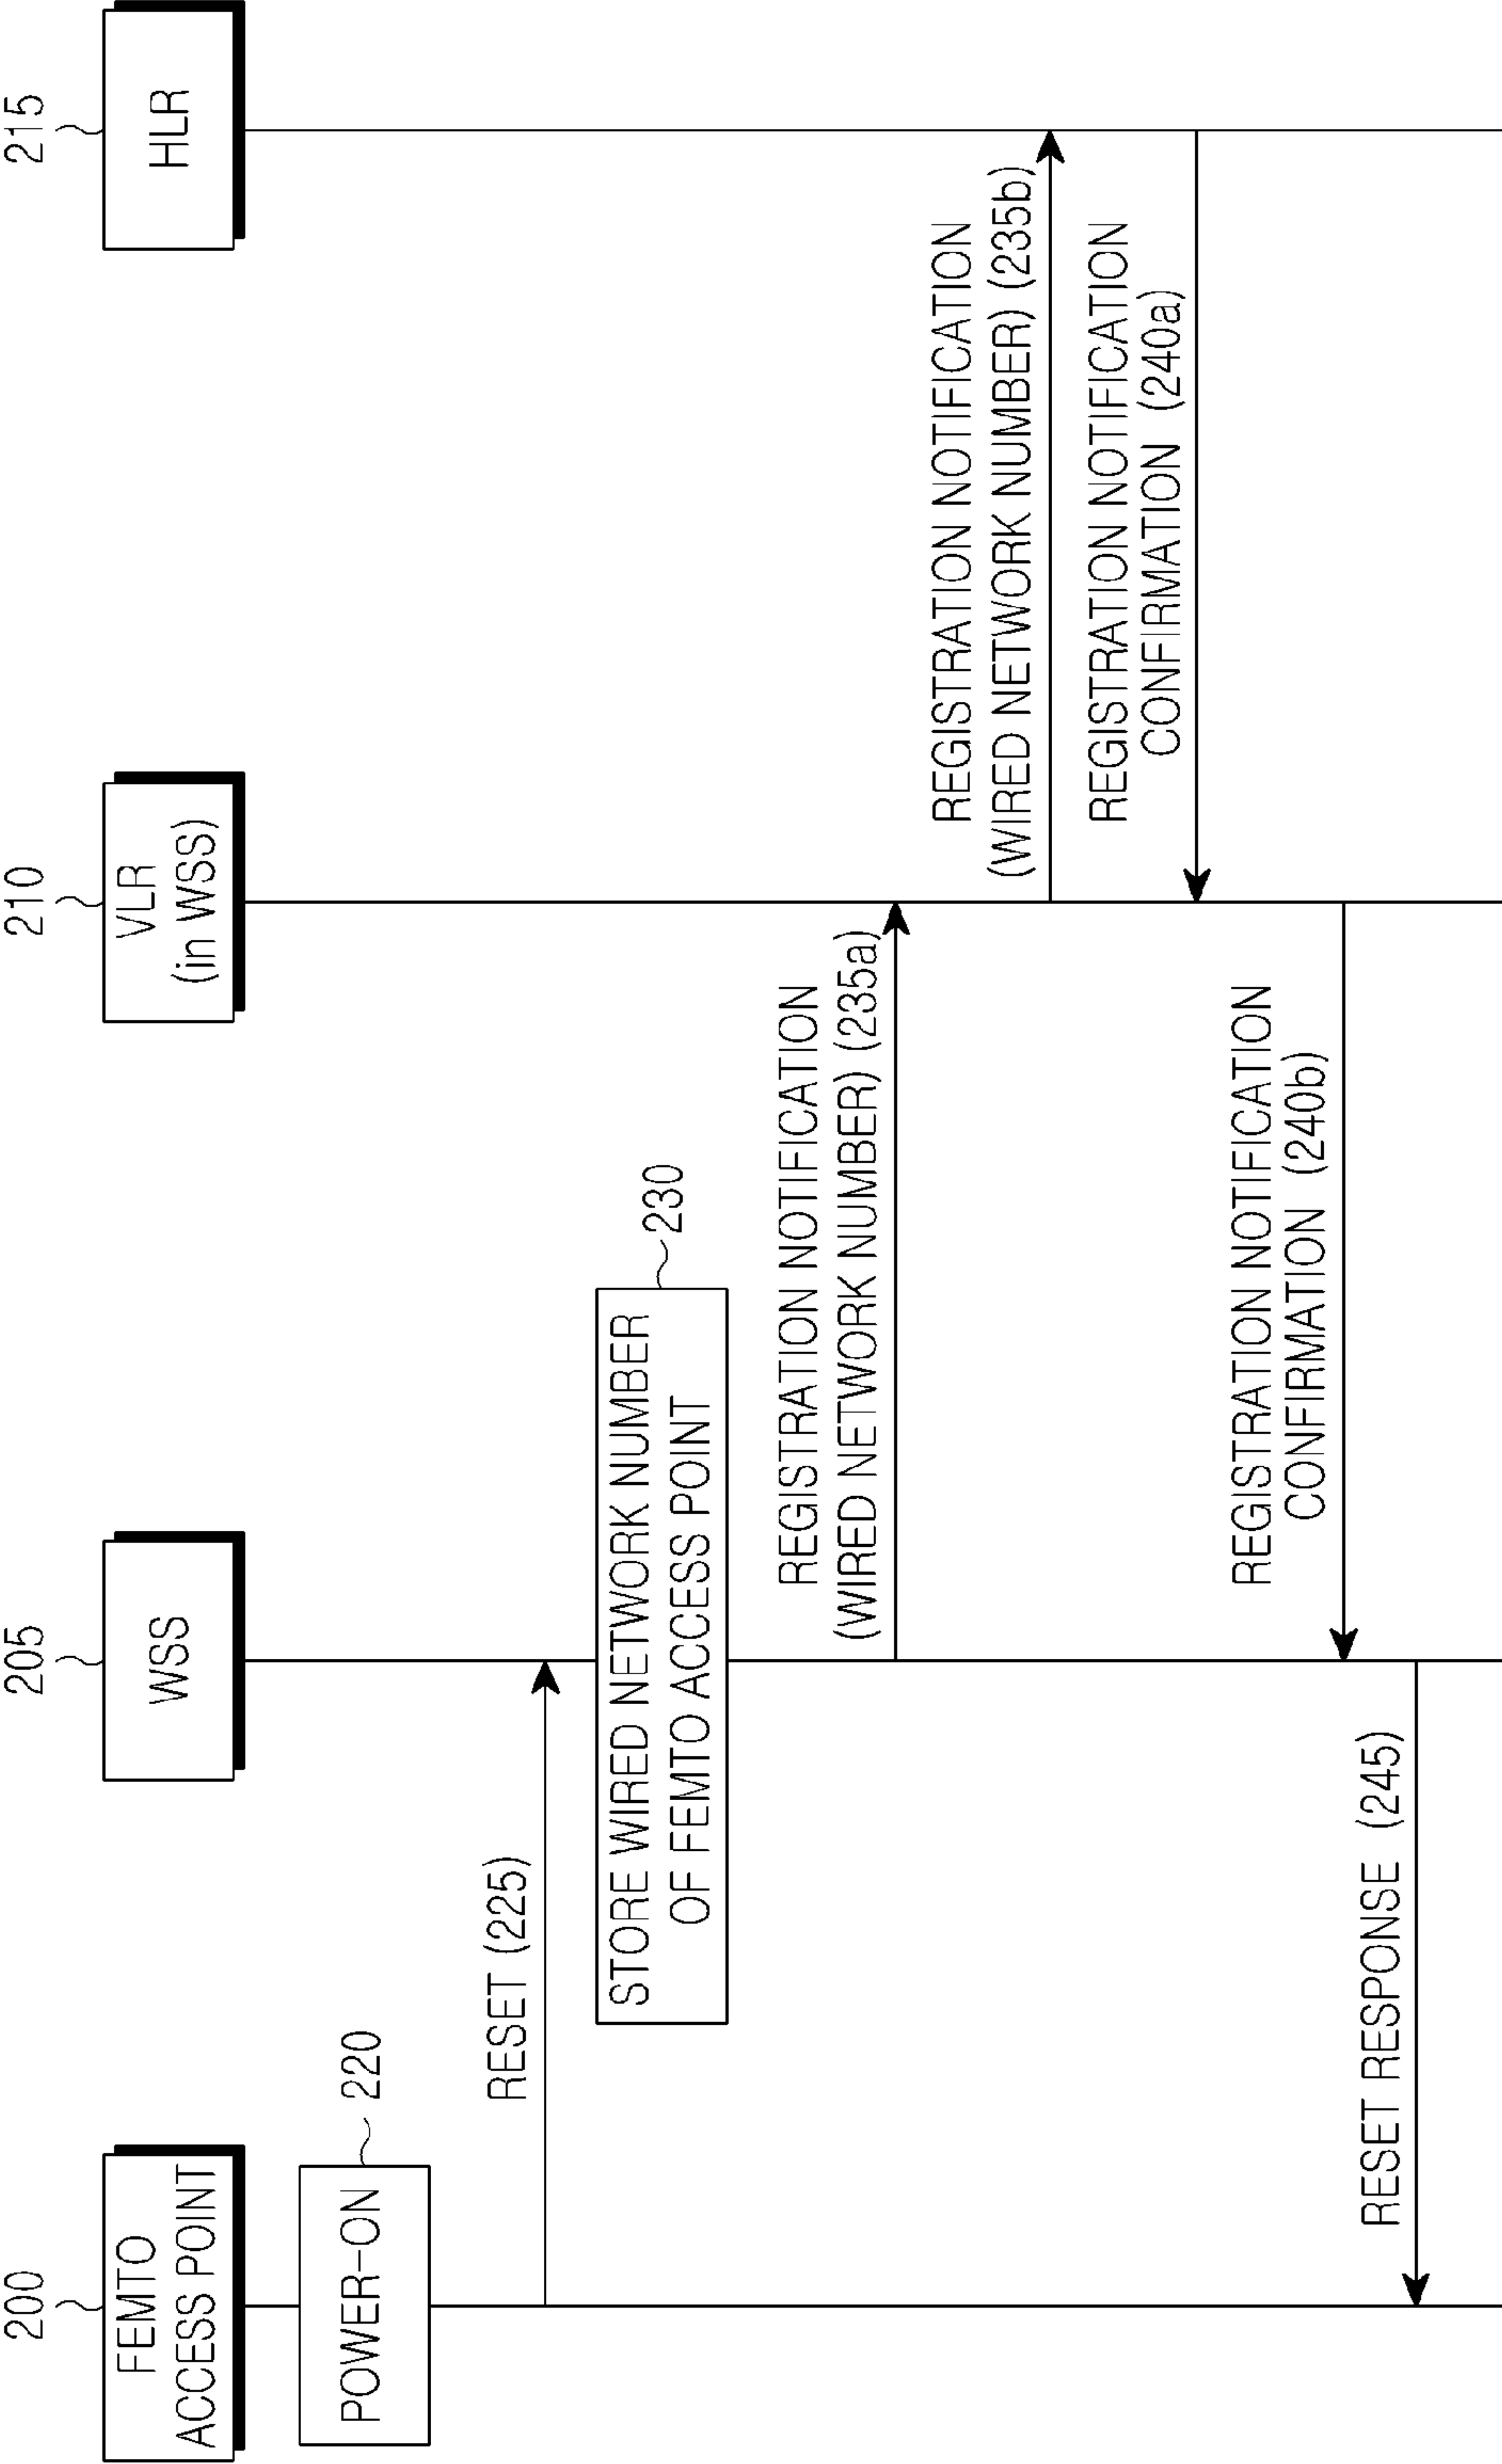 200
205
210
215
FEMTO
ACCESS POINT
WSS
VLR
(in WSS)
HLR
POWER-ON
220
RESET (225)
STORE WIRED NETWORK NUMBER
OF FEMTO ACCESS POINT
230
REGISTRATION NOTIFICATION
(WIRED NETWORK NUMBER) (235a)
REGISTRATION NOTIFICATION
(WIRED NETWORK NUMBER) (235b)
REGISTRATION NOTIFICATION
CONFIRMATION (240a)
REGISTRATION NOTIFICATION
CONFIRMATION (240b)
RESET RESPONSE (245)